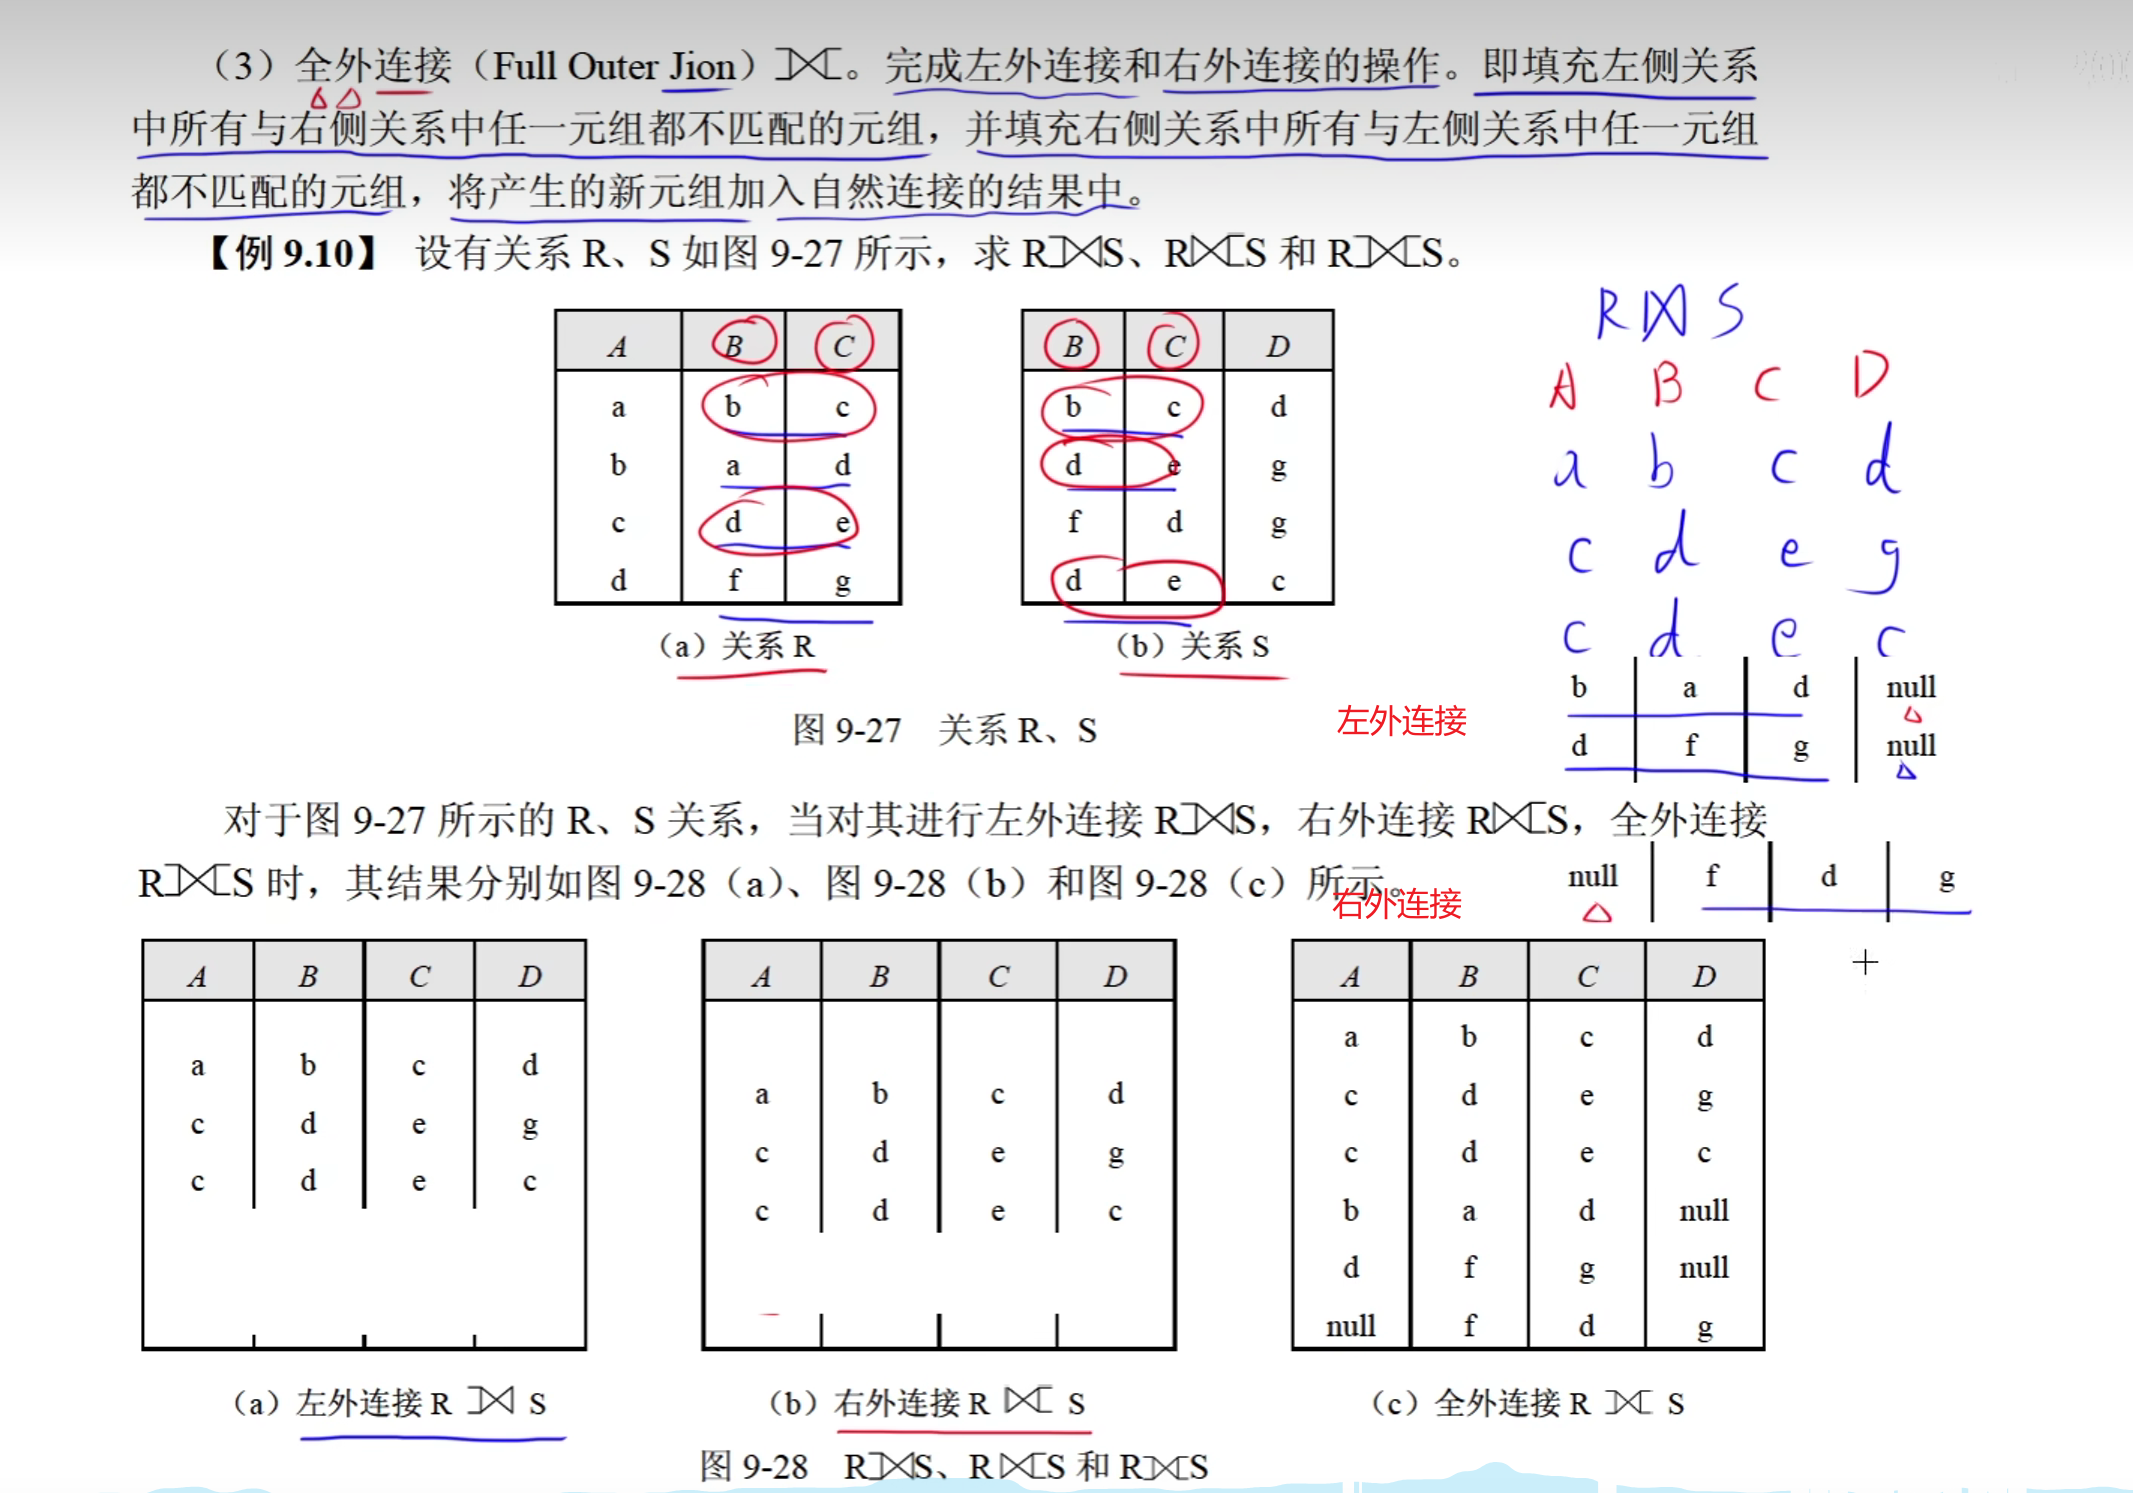 （3）全外连接（Full Outer Jion）⟗。完成左外连接和右外连接的操作。即填充左侧关系
中所有与右侧关系中任一元组都不匹配的元组，并填充右侧关系中所有与左侧关系中任一元组
都不匹配的元组，将产生的新元组加入自然连接的结果中。
【例 9.10】 设有关系 R、S 如图 9-27 所示，求 R⟕S、R⟖S 和 R⟗S。
A B C
a b c
b a d
c d e
d f g
（a）关系 R
B C D
b c d
d e g
f d g
d e c
（b）关系 S
图 9-27 关系 R、S
R⋈S
A B C D
a b c d
c d e g
c d e c
左外连接
b a d null
d f g null
对于图 9-27 所示的 R、S 关系，当对其进行左外连接 R⟕S，右外连接 R⟖S，全外连接
R⟗S 时，其结果分别如图 9-28（a）、图 9-28（b）和图 9-28（c）所示。
右外连接
null f d g
A B C D
a b c d
c d e g
c d e c
（a）左外连接 R ⟕ S
A B C D
a b c d
c d e g
c d e c
（b）右外连接 R ⟖ S
A B C D
a b c d
c d e g
c d e c
b a d null
d f g null
null f d g
（c）全外连接 R ⟗ S
图 9-28 R⟕S、R⟖S 和 R⟗S